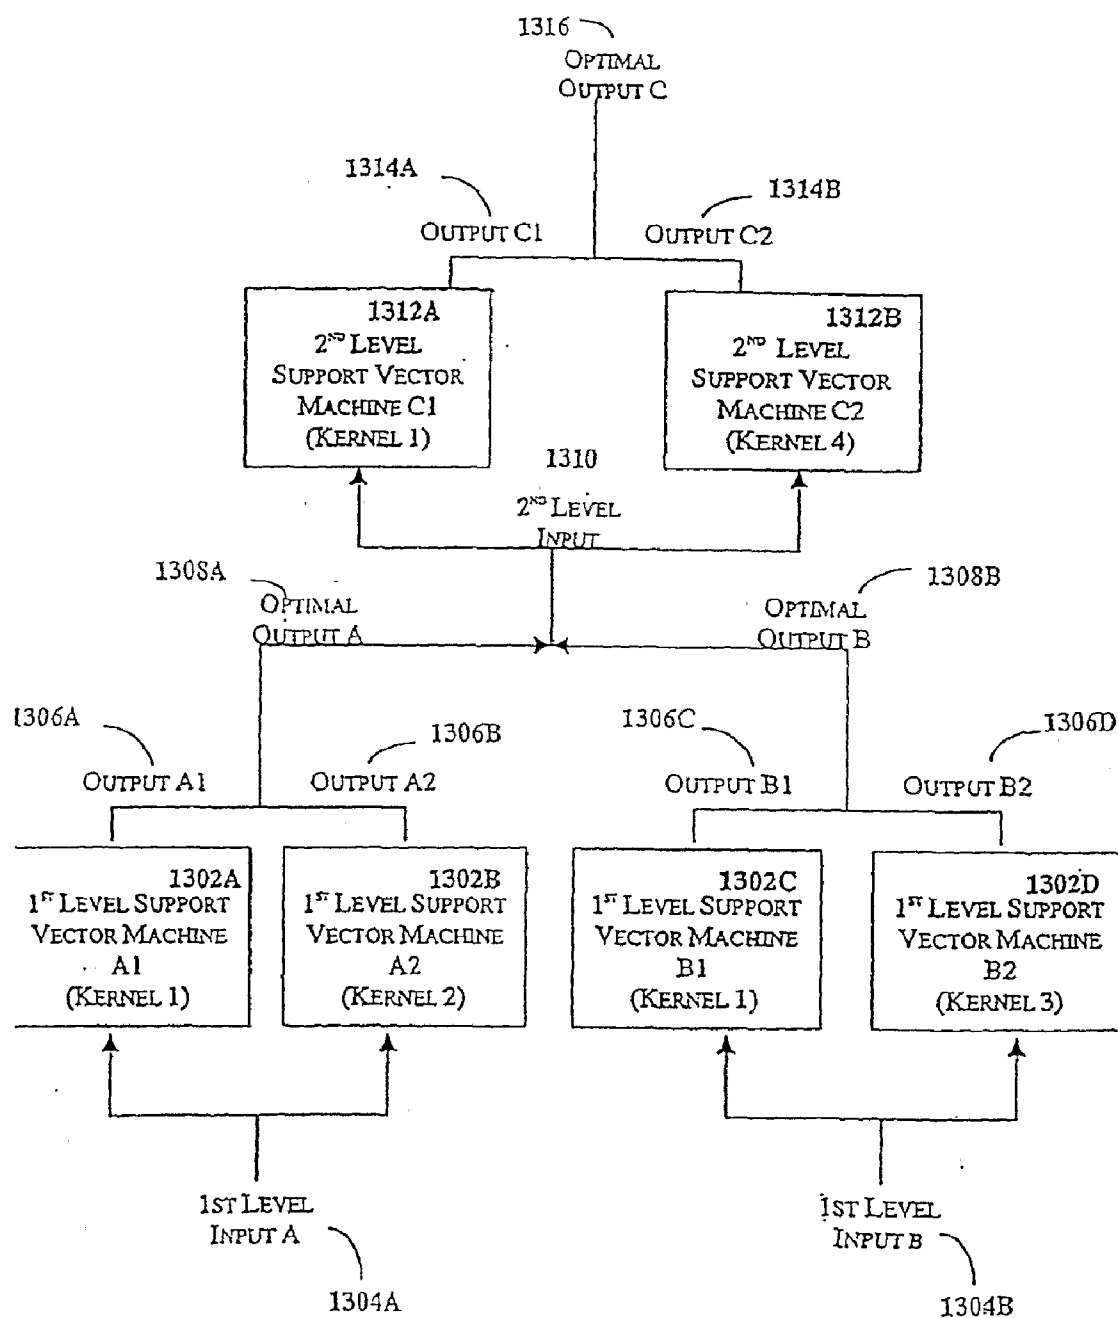 1316
OPTIMAL
OUTPUT C
1314A
1314B
OUTPUT C1
OUTPUT C2
1312A
2ND LEVEL
SUPPORT VECTOR
MACHINE C1
(KERNEL 1)
1312B
2ND LEVEL
SUPPORT VECTOR
MACHINE C2
(KERNEL 4)
1310
2ND LEVEL
INPUT
1308A
OPTIMAL
OUTPUT A
1308B
OPTIMAL
OUTPUT B
1306A
1306B
1306C
1306D
OUTPUT A1
OUTPUT A2
OUTPUT B1
OUTPUT B2
1302A
1ST LEVEL SUPPORT
VECTOR MACHINE
A1
(KERNEL 1)
1302B
1ST LEVEL SUPPORT
VECTOR MACHINE
A2
(KERNEL 2)
1302C
1ST LEVEL SUPPORT
VECTOR MACHINE
B1
(KERNEL 1)
1302D
1ST LEVEL SUPPORT
VECTOR MACHINE
B2
(KERNEL 3)
1ST LEVEL
INPUT A
1304A
1ST LEVEL
INPUT B
1304B